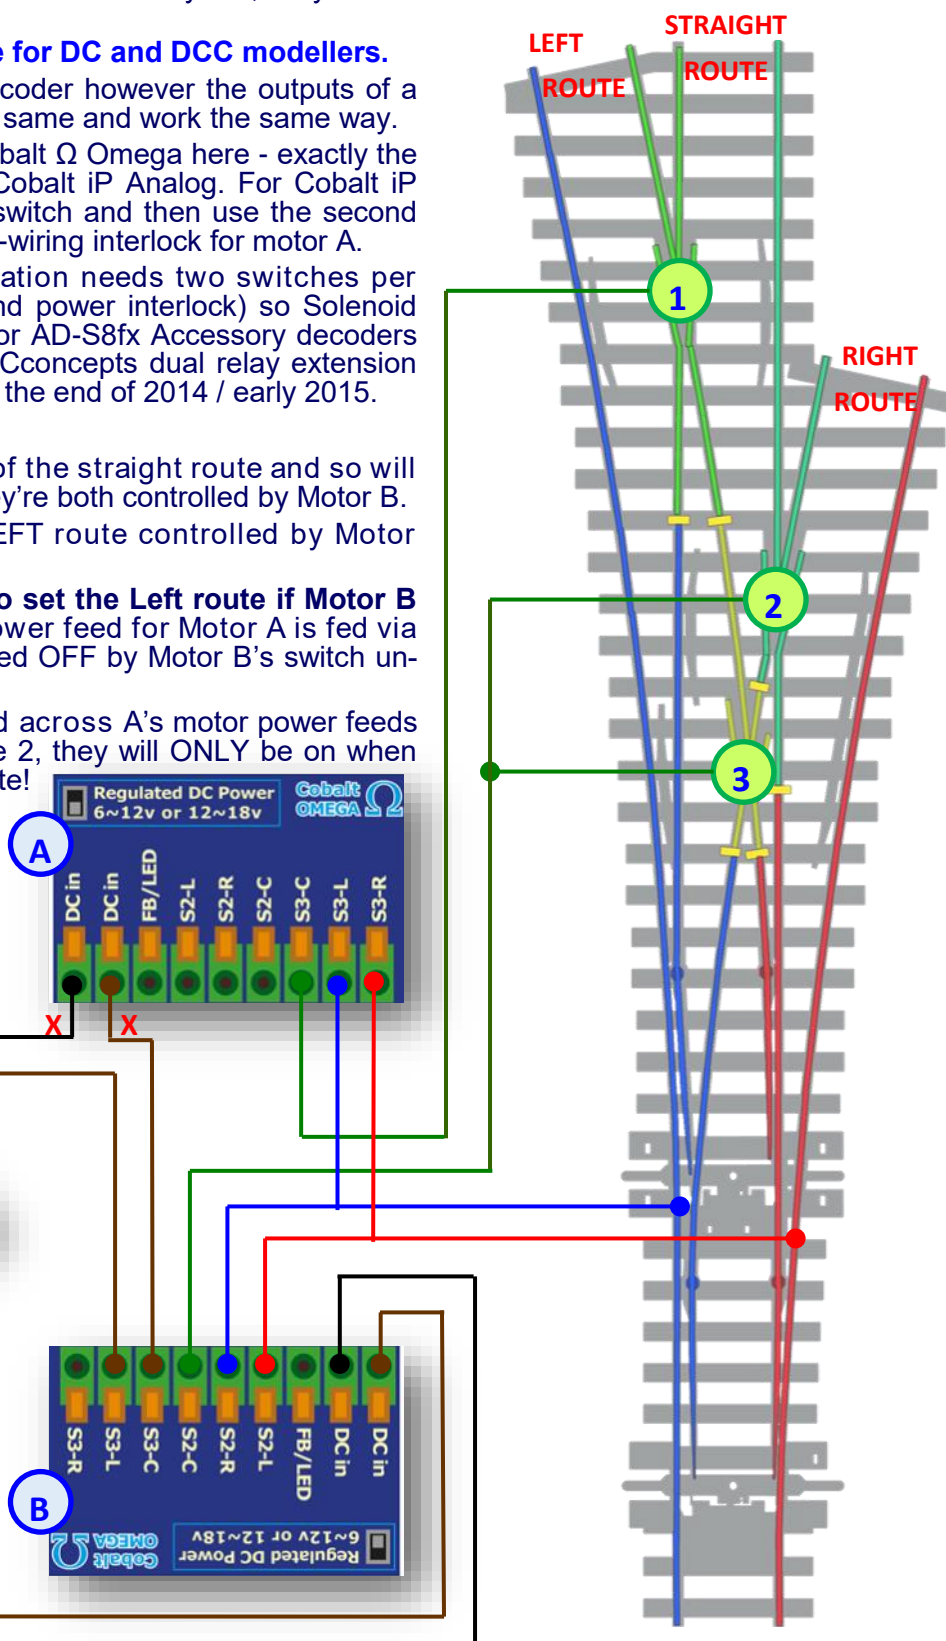 STRAIGHT
ROUTE
LEFT
ROUTE
e for DC and DCC modellers.
coder however the outputs of a
same and work the same way.
balt Ω Omega here - exactly the
Cobalt iP Analog. For Cobalt iP
switch and then use the second
-wiring interlock for motor A.
ation needs two switches per
nd power interlock) so Solenoid
or AD-S8fx Accessory decoders
Cconcepts dual relay extension
the end of 2014 / early 2015.
1
RIGHT
ROUTE
of the straight route and so will
ey’re both controlled by Motor B.
EFT route controlled by Motor
o set the Left route if Motor B
ower feed for Motor A is fed via
ed OFF by Motor B’s switch un-
2
d across A’s motor power feeds
e 2, they will ONLY be on when
te!
3
Regulated DC Power
6~12v or 12~18v
Cobalt
OMEGA Ω
A
DC in
DC in
FB/LED
S2-L
S2-R
S2-C
S3-C
S3-L
S3-R
X X
S3-R
S3-L
S3-C
S2-C
S2-R
S2-L
FB/LED
DC in
DC in
B
Regulated DC Power
6~12v or 12~18v
Cobalt
OMEGA Ω